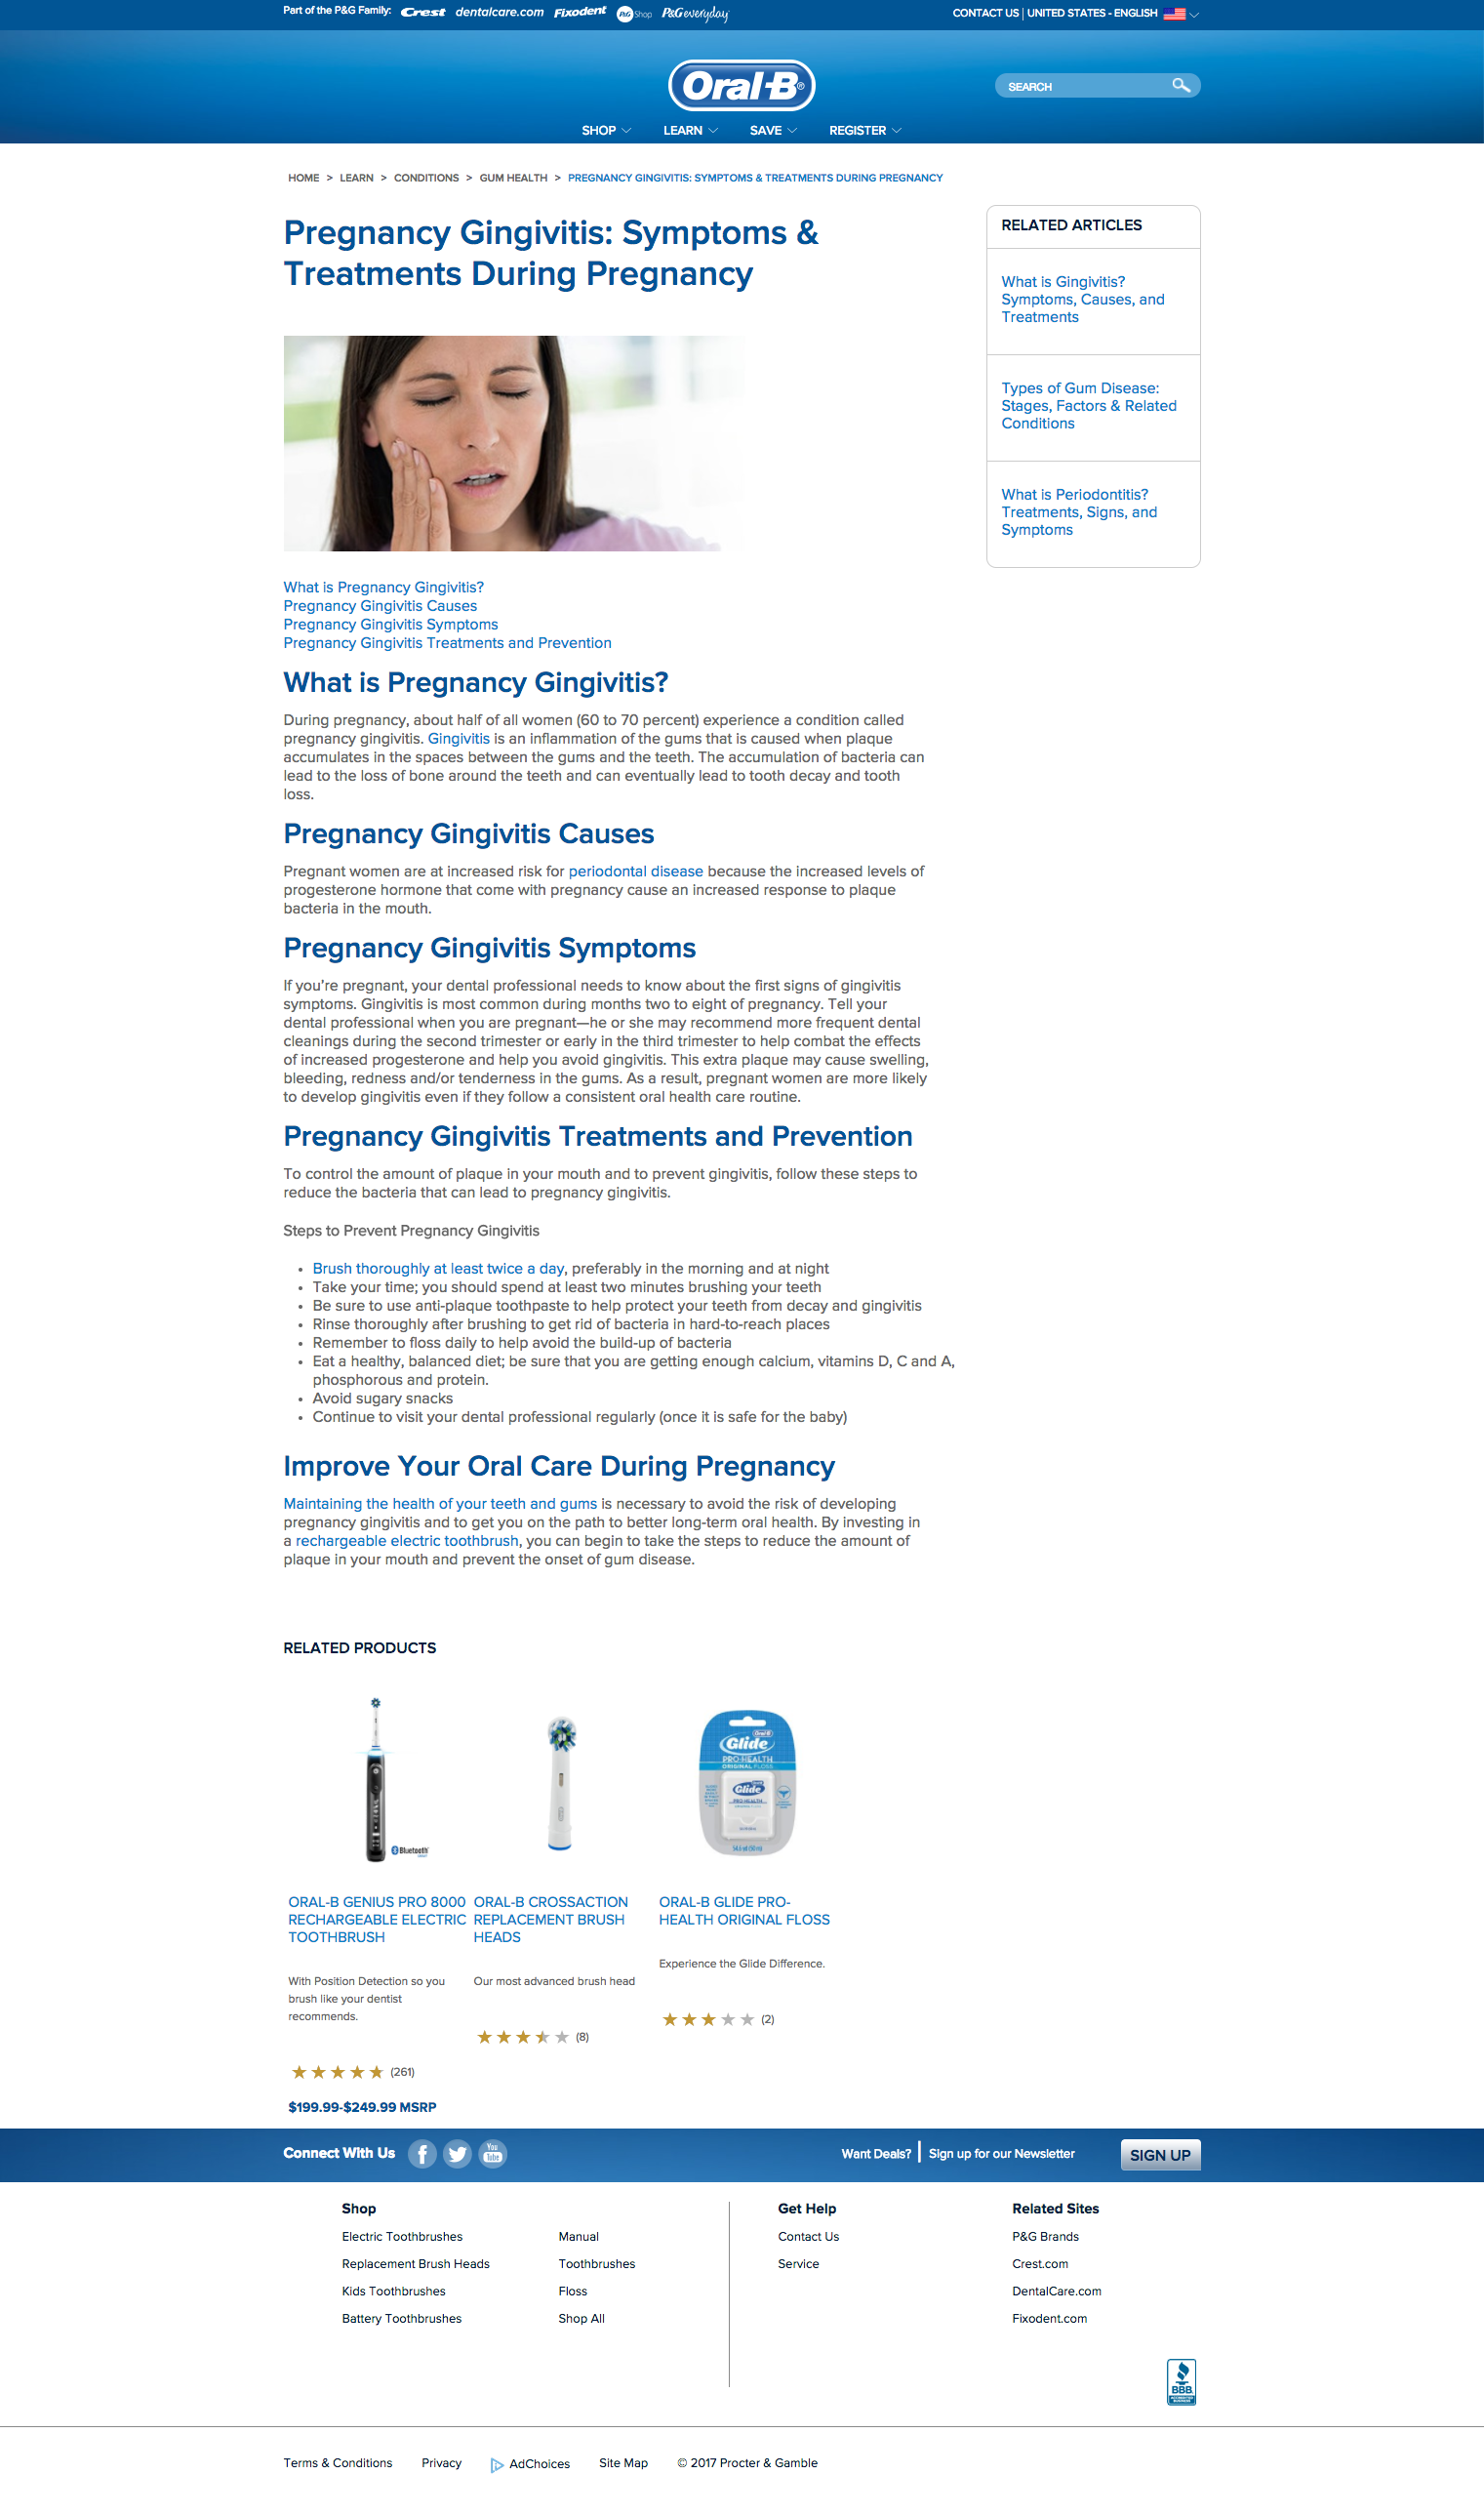 Part of the P&G Family: Crest dentalcare.com Fixodent P&G Shop P&G everyday
CONTACT US | UNITED STATES - ENGLISH
Oral-B®
SEARCH
SHOP LEARN SAVE REGISTER
HOME > LEARN > CONDITIONS > GUM HEALTH > PREGNANCY GINGIVITIS: SYMPTOMS & TREATMENTS DURING PREGNANCY
Pregnancy Gingivitis: Symptoms &
Treatments During Pregnancy
RELATED ARTICLES
What is Gingivitis?
Symptoms, Causes, and
Treatments
Types of Gum Disease:
Stages, Factors & Related
Conditions
What is Periodontitis?
Treatments, Signs, and
Symptoms
What is Pregnancy Gingivitis?
Pregnancy Gingivitis Causes
Pregnancy Gingivitis Symptoms
Pregnancy Gingivitis Treatments and Prevention
What is Pregnancy Gingivitis?
During pregnancy, about half of all women (60 to 70 percent) experience a condition called
pregnancy gingivitis. Gingivitis is an inflammation of the gums that is caused when plaque
accumulates in the spaces between the gums and the teeth. The accumulation of bacteria can
lead to the loss of bone around the teeth and can eventually lead to tooth decay and tooth
loss.
Pregnancy Gingivitis Causes
Pregnant women are at increased risk for periodontal disease because the increased levels of
progesterone hormone that come with pregnancy cause an increased response to plaque
bacteria in the mouth.
Pregnancy Gingivitis Symptoms
If you're pregnant, your dental professional needs to know about the first signs of gingivitis
symptoms. Gingivitis is most common during months two to eight of pregnancy. Tell your
dental professional when you are pregnant—he or she may recommend more frequent dental
cleanings during the second trimester or early in the third trimester to help combat the effects
of increased progesterone and help you avoid gingivitis. This extra plaque may cause swelling,
bleeding, redness and/or tenderness in the gums. As a result, pregnant women are more likely
to develop gingivitis even if they follow a consistent oral health care routine.
Pregnancy Gingivitis Treatments and Prevention
To control the amount of plaque in your mouth and to prevent gingivitis, follow these steps to
reduce the bacteria that can lead to pregnancy gingivitis.
Steps to Prevent Pregnancy Gingivitis
• Brush thoroughly at least twice a day, preferably in the morning and at night
• Take your time; you should spend at least two minutes brushing your teeth
• Be sure to use anti-plaque toothpaste to help protect your teeth from decay and gingivitis
• Rinse thoroughly after brushing to get rid of bacteria in hard-to-reach places
• Remember to floss daily to help avoid the build-up of bacteria
• Eat a healthy, balanced diet; be sure that you are getting enough calcium, vitamins D, C and A,
phosphorous and protein.
• Avoid sugary snacks
• Continue to visit your dental professional regularly (once it is safe for the baby)
Improve Your Oral Care During Pregnancy
Maintaining the health of your teeth and gums is necessary to avoid the risk of developing
pregnancy gingivitis and to get you on the path to better long-term oral health. By investing in
a rechargeable electric toothbrush, you can begin to take the steps to reduce the amount of
plaque in your mouth and prevent the onset of gum disease.
RELATED PRODUCTS
Bluetooth
Oral-B
Glide
PRO-HEALTH
ORIGINAL FLOSS
Glide
PRO-HEALTH
ORAL-B GENIUS PRO 8000
RECHARGEABLE ELECTRIC
TOOTHBRUSH
With Position Detection so you
brush like your dentist
recommends.
(261)
$199.99-$249.99 MSRP
ORAL-B CROSSACTION
REPLACEMENT BRUSH
HEADS
Our most advanced brush head
(8)
ORAL-B GLIDE PRO-
HEALTH ORIGINAL FLOSS
Experience the Glide Difference.
(2)
Connect With Us
You Tube
Want Deals? | Sign up for our Newsletter
SIGN UP
Shop
Electric Toothbrushes
Replacement Brush Heads
Kids Toothbrushes
Battery Toothbrushes
Manual
Toothbrushes
Floss
Shop All
Get Help
Contact Us
Service
Related Sites
P&G Brands
Crest.com
DentalCare.com
Fixodent.com
BBB
ACCREDITED
BUSINESS
Terms & Conditions Privacy AdChoices Site Map © 2017 Procter & Gamble